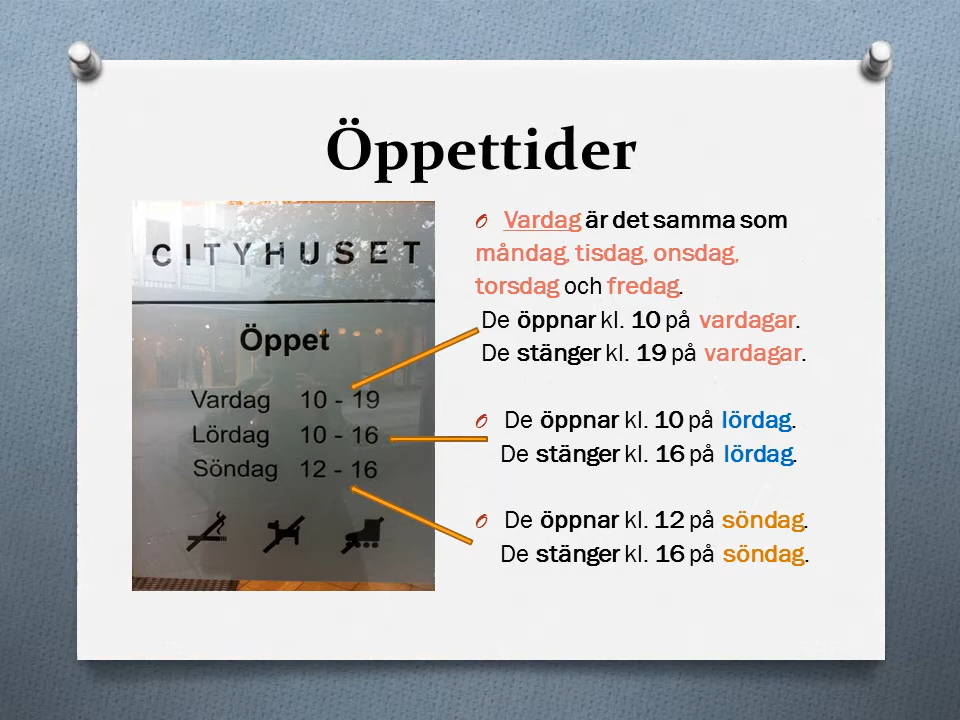 Öppettider
CITYHUSET
Öppet
Vardag 10 - 19
Lördag 10 - 16
Söndag 12 - 16
Vardag är det samma som
måndag, tisdag, onsdag,
torsdag och fredag.
De öppnar kl. 10 på vardagar.
De stänger kl. 19 på vardagar.
De öppnar kl. 10 på lördag.
De stänger kl. 16 på lördag.
De öppnar kl. 12 på söndag.
De stänger kl. 16 på söndag.